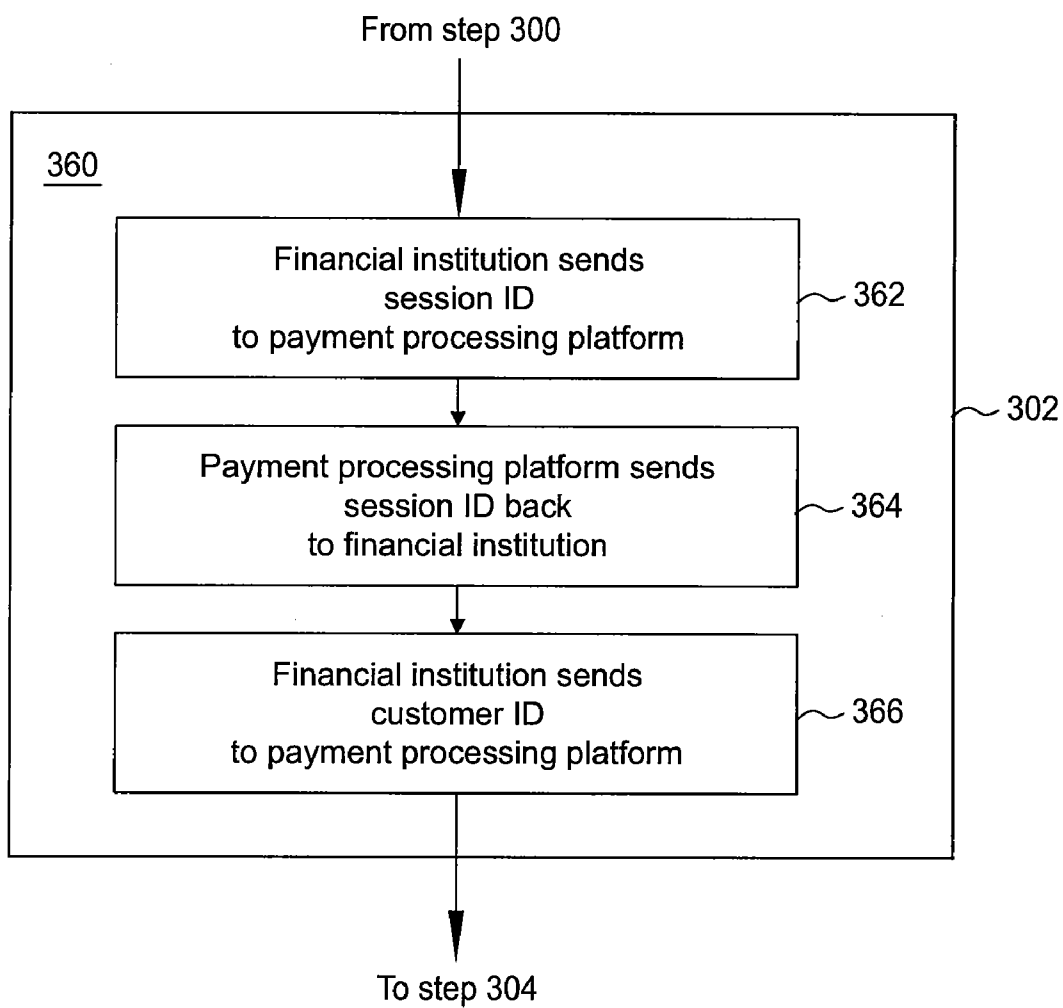 From step 300
360
Financial institution sends
session ID
to payment processing platform
362
302
Payment processing platform sends
session ID back
to financial institution
364
Financial institution sends
customer ID
to payment processing platform
366
To step 304